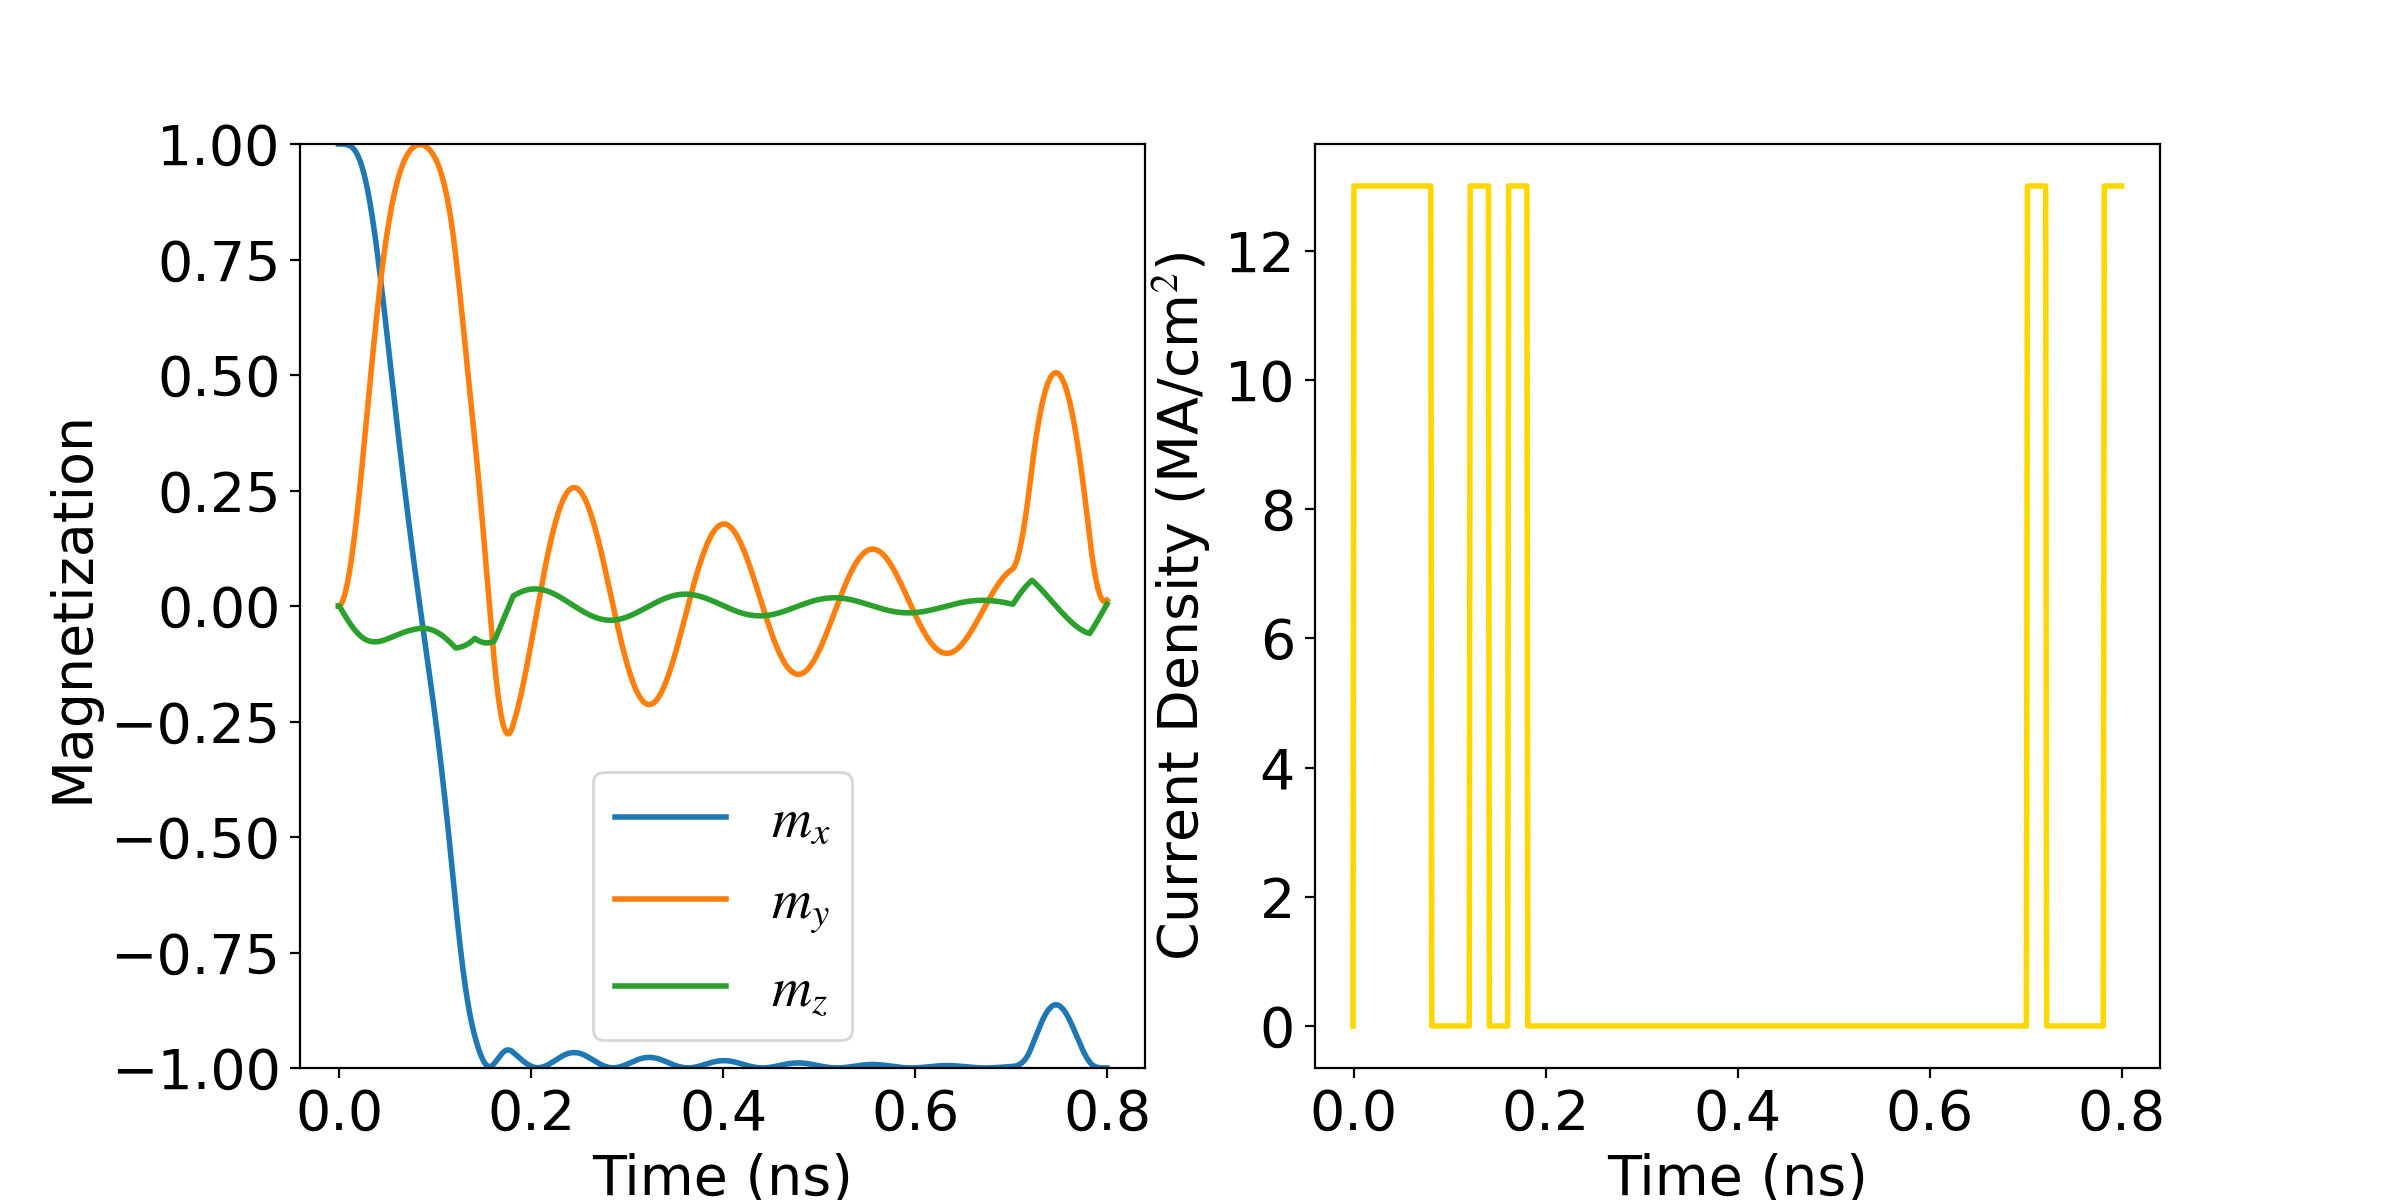 Magnetization
1.00
0.75
0.50
0.25
0.00
−0.25
−0.50
−0.75
−1.00
0.0 0.2 0.4 0.6 0.8
Time (ns)
m_x
m_y
m_z
Current Density (MA/cm²)
12
10
8
6
4
2
0
0.0 0.2 0.4 0.6 0.8
Time (ns)